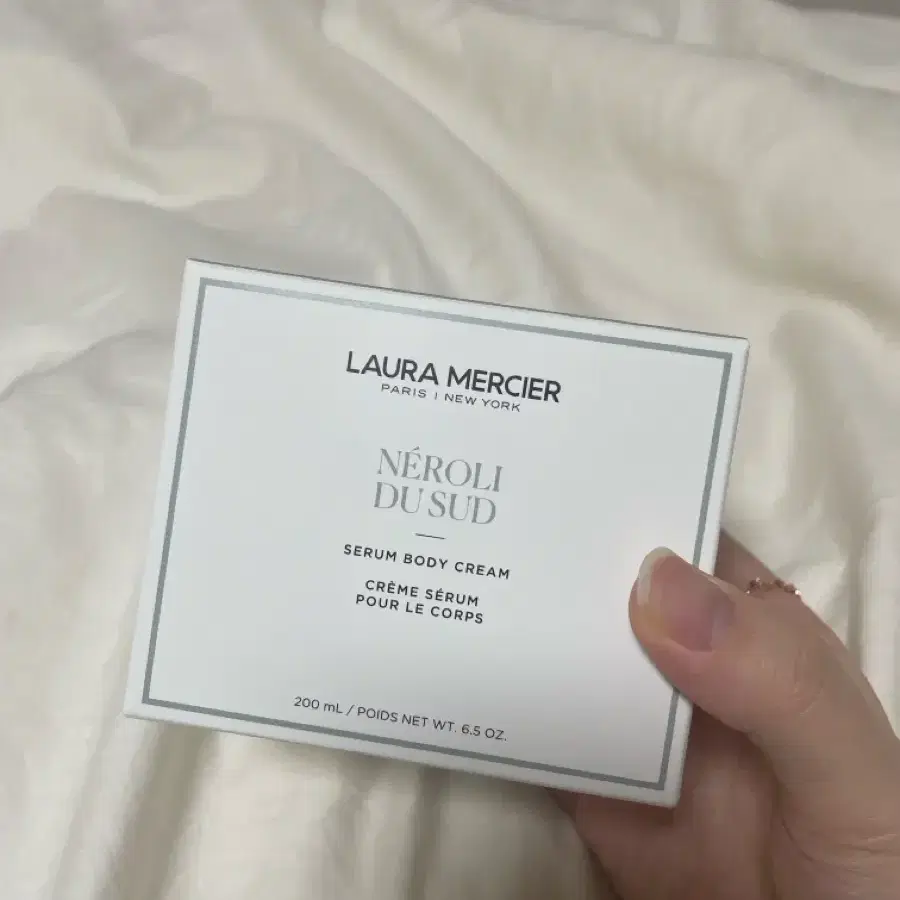 LAURA MERCIER
PARIS | NEW YORK
NÉROLI
DU SUD
SERUM BODY CREAM
CRÈME SÉRUM
POUR LE CORPS
200 mL / POIDS NET WT. 6.5 OZ.